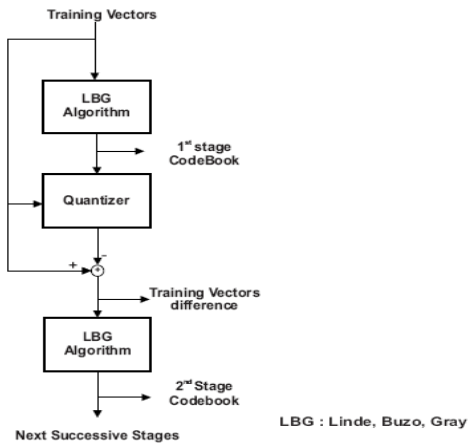 Training Vectors
LBG
Algorithm
1st stage
CodeBook
Quantizer
-
+
+
Training Vectors
difference
LBG
Algorithm
2nd Stage
Codebook
Next Successive Stages
LBG : Linde, Buzo, Gray